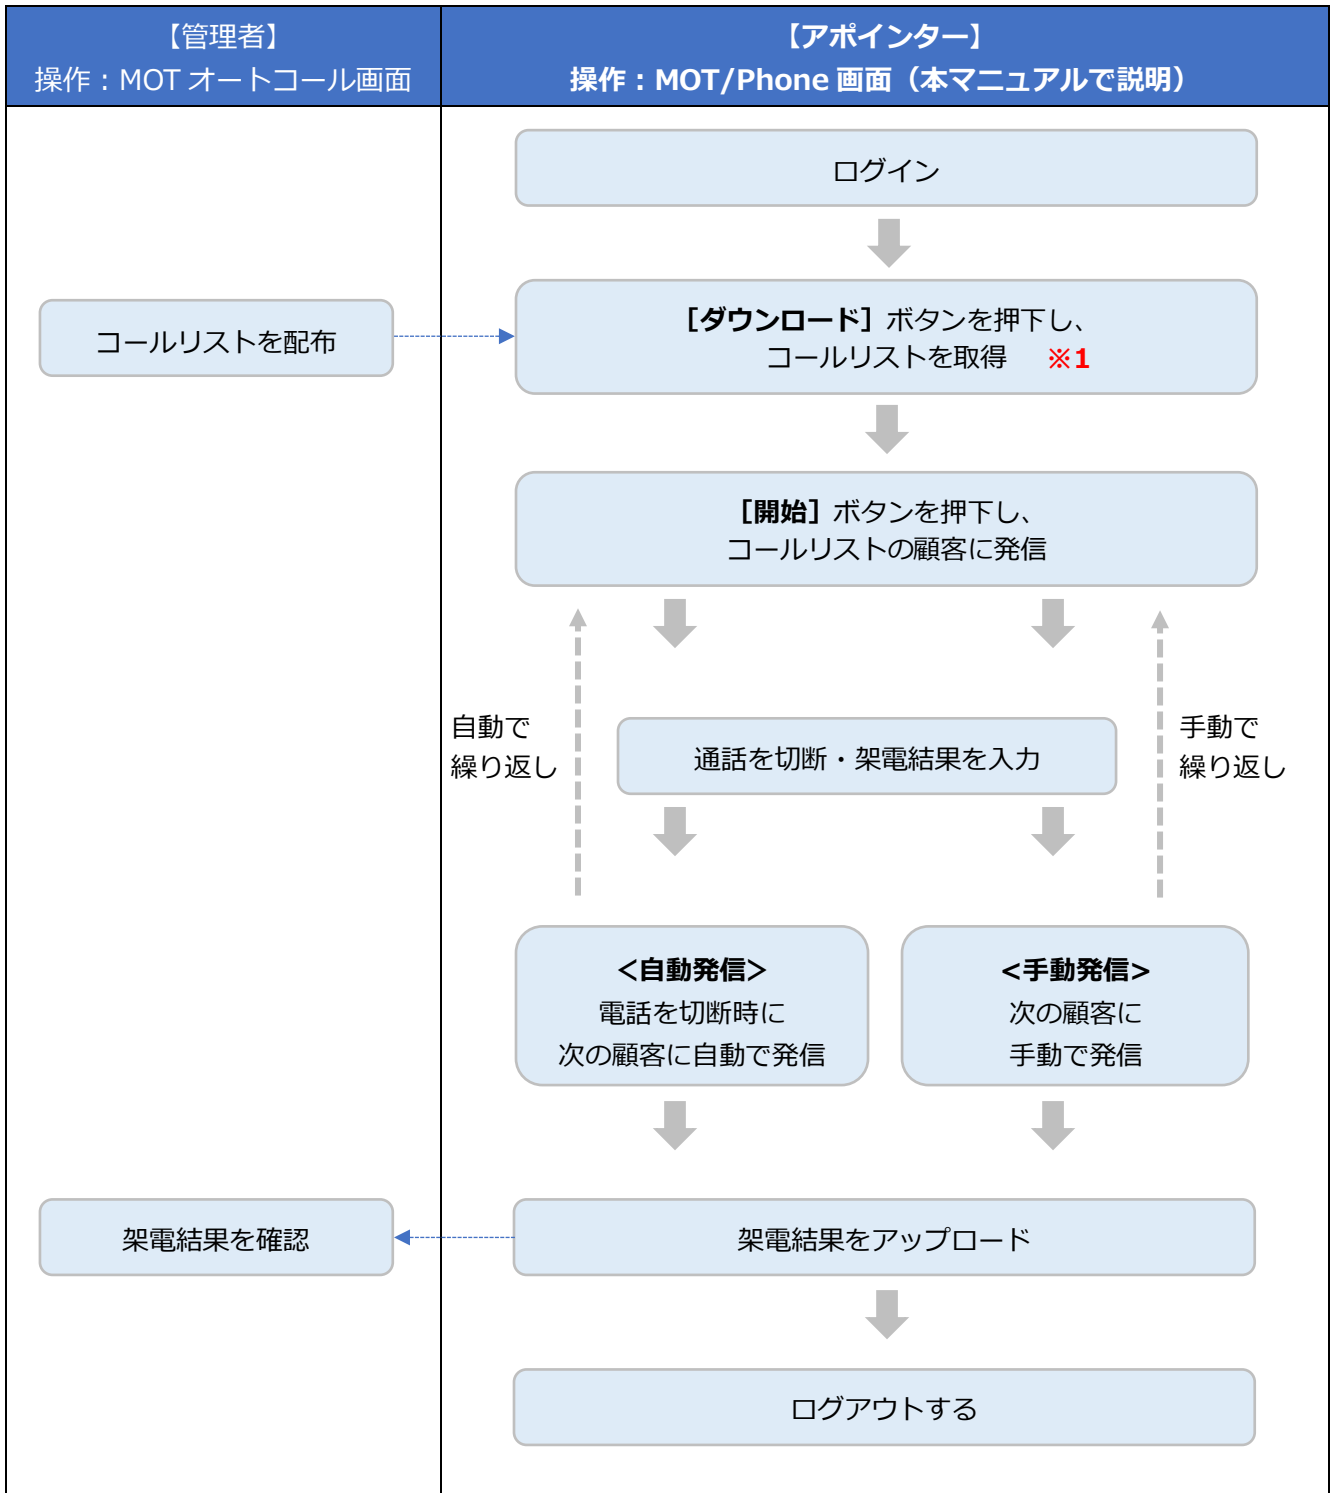 【管理者】
操作：MOT オートコール画面
【アポインター】
操作：MOT/Phone 画面（本マニュアルで説明）
ログイン
コールリストを配布
［ダウンロード］ボタンを押下し、
コールリストを取得 ※1
［開始］ボタンを押下し、
コールリストの顧客に発信
自動で
繰り返し
通話を切断・架電結果を入力
手動で
繰り返し
＜自動発信＞
電話を切断時に
次の顧客に自動で発信
<手動発信>
次の顧客に
手動で発信
架電結果を確認
架電結果をアップロード
ログアウトする